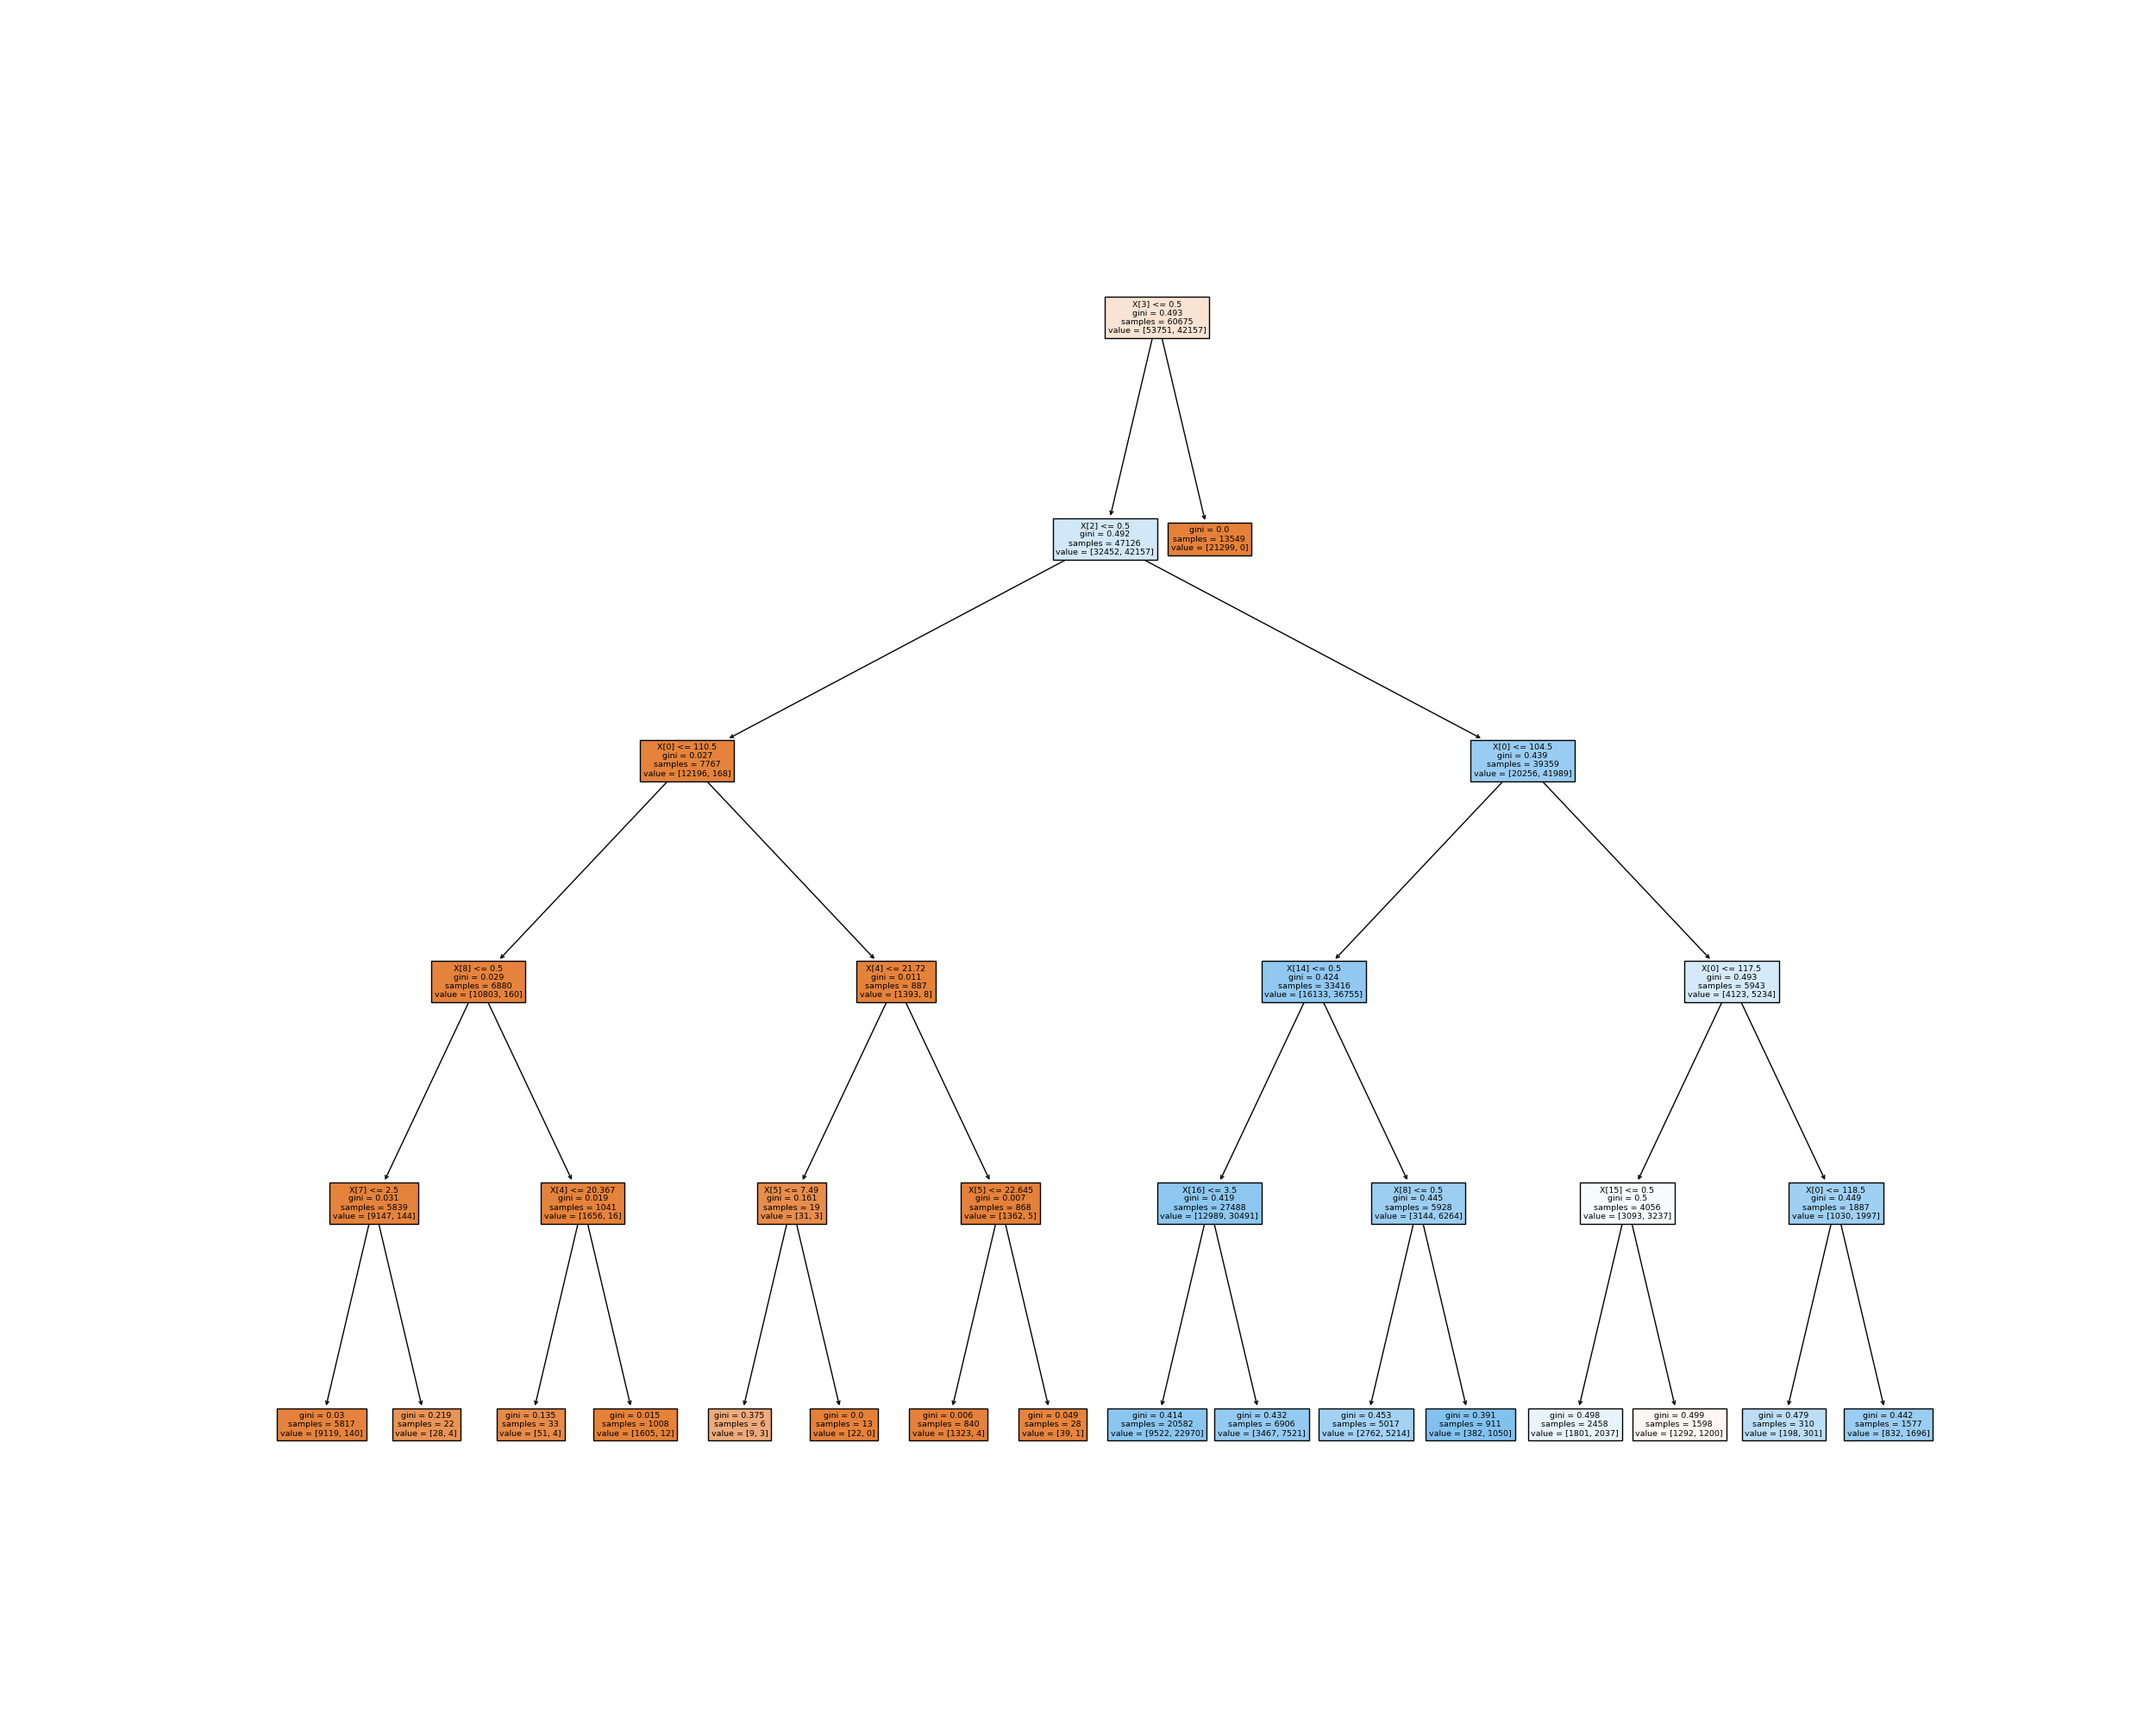 X[3] <= 0.5
gini = 0.493
samples = 60675
value = [53751, 42157]
X[2] <= 0.5
gini = 0.492
samples = 47126
value = [32452, 42157]
gini = 0.0
samples = 13549
value = [21299, 0]
X[0] <= 110.5
gini = 0.027
samples = 7767
value = [12196, 168]
X[0] <= 104.5
gini = 0.439
samples = 39359
value = [20256, 41989]
X[8] <= 0.5
gini = 0.029
samples = 6880
value = [10803, 160]
X[4] <= 21.72
gini = 0.011
samples = 887
value = [1393, 8]
X[14] <= 0.5
gini = 0.424
samples = 33416
value = [16133, 36755]
X[0] <= 117.5
gini = 0.493
samples = 5943
value = [4123, 5234]
X[7] <= 2.5
gini = 0.031
samples = 5839
value = [9147, 144]
X[4] <= 20.367
gini = 0.019
samples = 1041
value = [1656, 16]
X[5] <= 7.49
gini = 0.161
samples = 19
value = [31, 3]
X[5] <= 22.645
gini = 0.007
samples = 868
value = [1362, 5]
X[16] <= 3.5
gini = 0.419
samples = 27488
value = [12989, 30491]
X[8] <= 0.5
gini = 0.445
samples = 5928
value = [3144, 6264]
X[15] <= 0.5
gini = 0.5
samples = 4056
value = [3093, 3237]
X[0] <= 118.5
gini = 0.449
samples = 1887
value = [1030, 1997]
gini = 0.03
samples = 5817
value = [9119, 140]
gini = 0.219
samples = 22
value = [28, 4]
gini = 0.135
samples = 33
value = [51, 4]
gini = 0.015
samples = 1008
value = [1605, 12]
gini = 0.375
samples = 6
value = [9, 3]
gini = 0.0
samples = 13
value = [22, 0]
gini = 0.006
samples = 840
value = [1323, 4]
gini = 0.049
samples = 28
value = [39, 1]
gini = 0.414
samples = 20582
value = [9522, 22970]
gini = 0.432
samples = 6906
value = [3467, 7521]
gini = 0.453
samples = 5017
value = [2762, 5214]
gini = 0.391
samples = 911
value = [382, 1050]
gini = 0.498
samples = 2458
value = [1801, 2037]
gini = 0.499
samples = 1598
value = [1292, 1200]
gini = 0.479
samples = 310
value = [198, 301]
gini = 0.442
samples = 1577
value = [832, 1696]